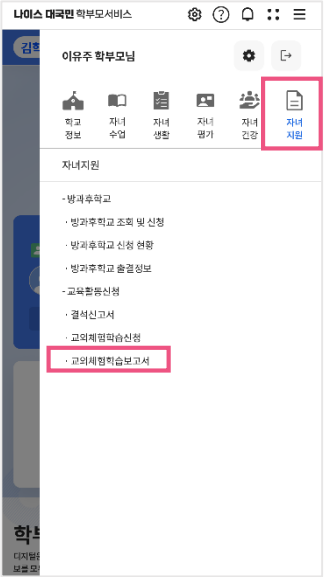 나이스 대국민 학부모서비스
김학
이유주 학부모님
학교 정보
자녀 수업
자녀 생활
자녀 평가
자녀 건강
자녀 지원
자녀지원
- 방과후학교
· 방과후학교 조회 및 신청
· 방과후학교 신청 현황
· 방과후학교 출결정보
- 교육활동신청
· 결석신고서
· 교외체험학습신청
· 교외체험학습보고서
학부
디지털원
보를 모